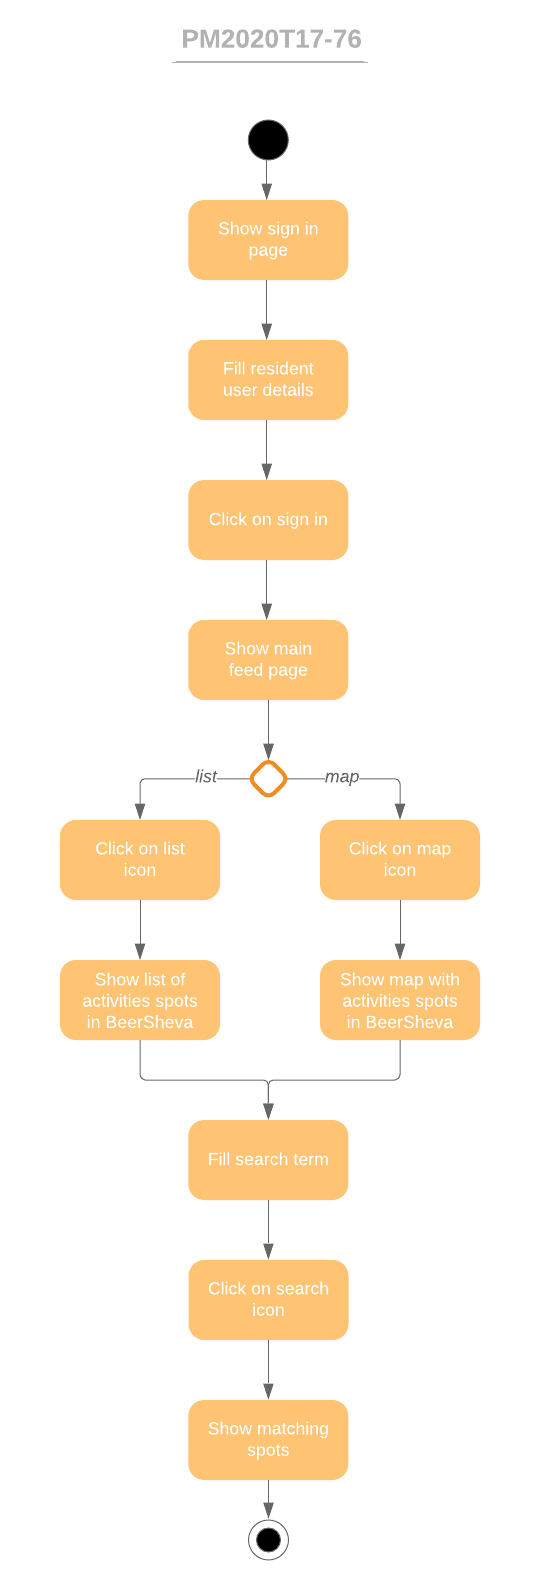 PM2020T17-76
Show sign in
page
Fill resident
user details
Click on sign in
Show main
feed page
list
map
Click on list
icon
Click on map
icon
Show list of
activities spots
in BeerSheva
Show map with
activities spots
in BeerSheva
Fill search term
Click on search
icon
Show matching
spots